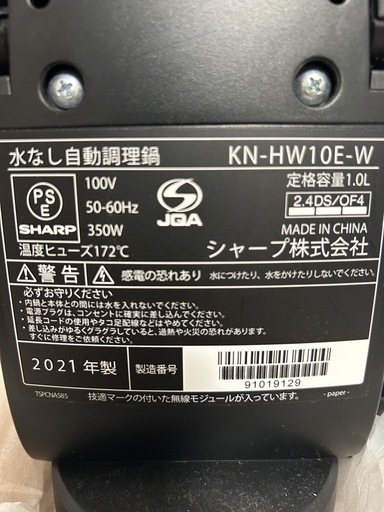 水なし自動調理鍋 KN-HW10E-W
PS
E
SHARP
100V
50-60Hz
350W
JQA
定格容量1.0L
2.4DS/OF4
MADE IN CHINA
温度ヒューズ172℃
シャープ株式会社
警告 感電の恐れあり 水につけたり、水をかけたりしないでください。
必ずお守りください
・内鍋と本体との間には水を入れないでください。
・電源プラグは、コンセントに確実に差し込んでください。
・延長コードの使用やタコ足配線などはやめてください。
・差し込みがゆるくグラグラしていると、過熱や火災の恐れがあります。
すぐに修理をご依頼ください。
2021年製 製造番号
91019129
TSPCNA585 技適マークの付いた無線モジュールが入っています。 - paper -